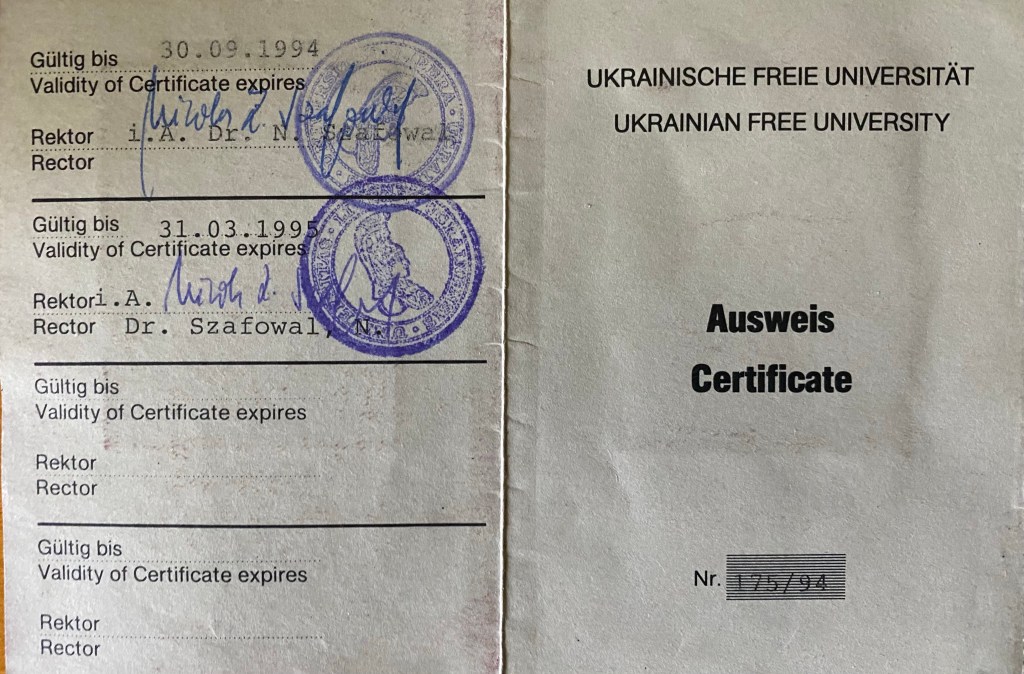 Gültig bis 30.09.1994
Validity of Certificate expires
Rektor i.A. Dr. N. Szafowal
Rector
Gültig bis 31.03.1995
Validity of Certificate expires
Rektor i.A.
Rector Dr. Szafowal, N.
Gültig bis
Validity of Certificate expires
Rektor
Rector
Gültig bis
Validity of Certificate expires
Rektor
Rector
UKRAINISCHE FREIE UNIVERSITÄT
UKRAINIAN FREE UNIVERSITY
Ausweis
Certificate
Nr. 175/94